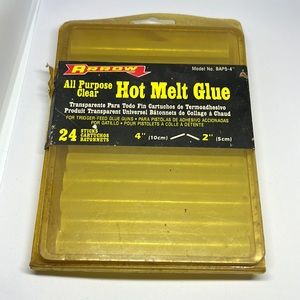 ARROW
Model No. BAP5-4"
All Purpose Clear Hot Melt Glue
Transparente Para Todo Fin Cartuchos de Termoadhesivo
Produit Transparent Universal Bâtonnets de Collage à Chaud
FOR TRIGGER-FEED GLUE GUNS / PARA PISTOLAS DE ADHESIVO ACCIONADAS
POR GATILLO / POUR PISTOLETS A COLLE A DÉTENTE
24 STICKS CARTUCHOS BATONNETS
4" (10cm)
2" (5cm)